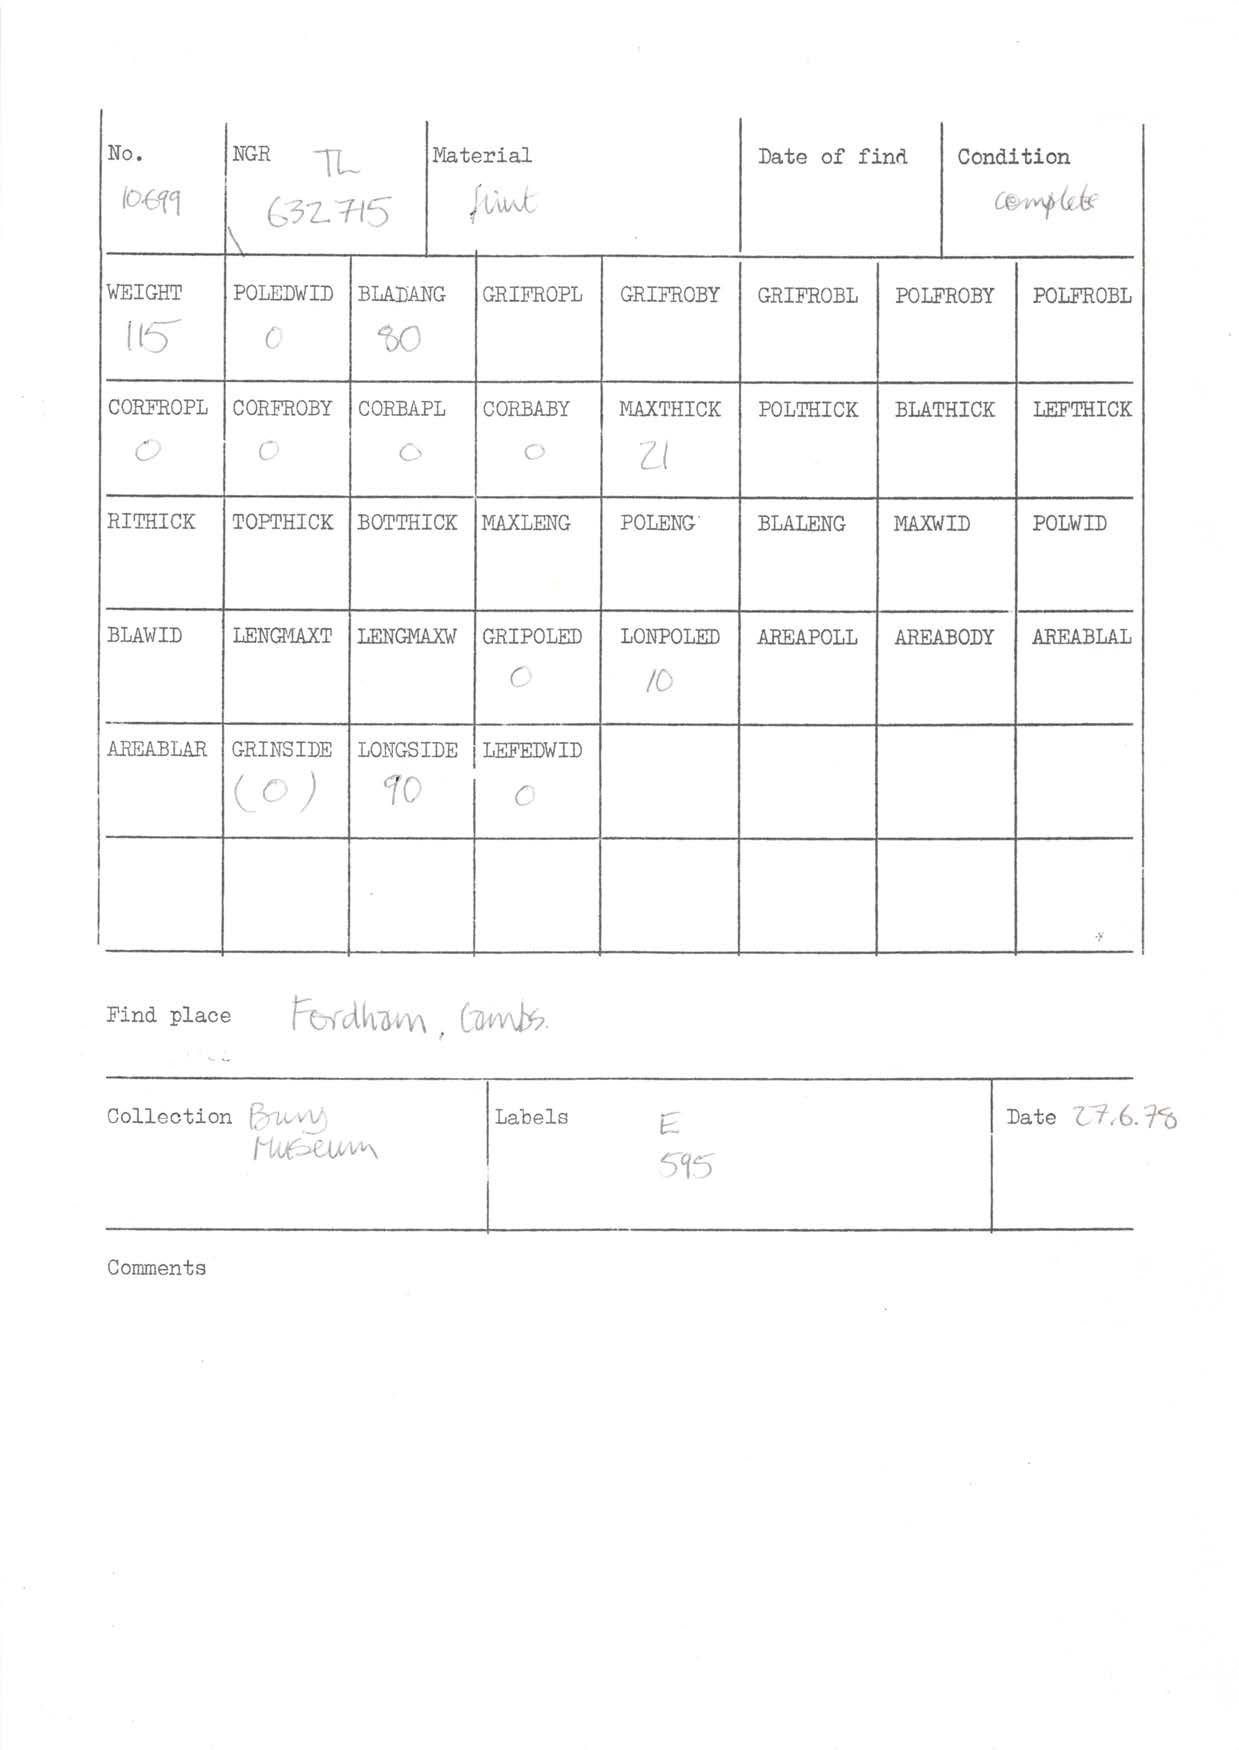 No. NGR TL Material Date of find Condition
10699 632715 flint complete
WEIGHT POLEDWID BLADANG GRIFROPL GRIFROBY GRIFROBL POLFROBY POLFROBL
115 0 80
CORFROPL CORFROBY CORBAPL CORBABY MAXTHICK POLTHICK BLATHICK LEFTHICK
0 0 0 0 21
RITHICK TOPTHICK BOTTHICK MAXLENG POLENG BLALENG MAXWID POLWID
BLAWID LENGMAXT LENGMAXW GRIPOLED LONPOLED AREAPOLL AREABODY AREABLAL
0 10
AREABLAR GRINSIDE LONGSIDE LEFEDWID
(0) 90 0
Find place Fordham, Cambs.
Collection Bury Labels E Date 27.6.78
Museum 595
Comments